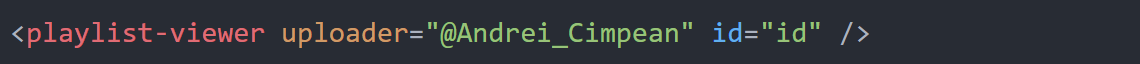 <playlist-viewer uploader="@Andrei_Cimpean" id="id" />